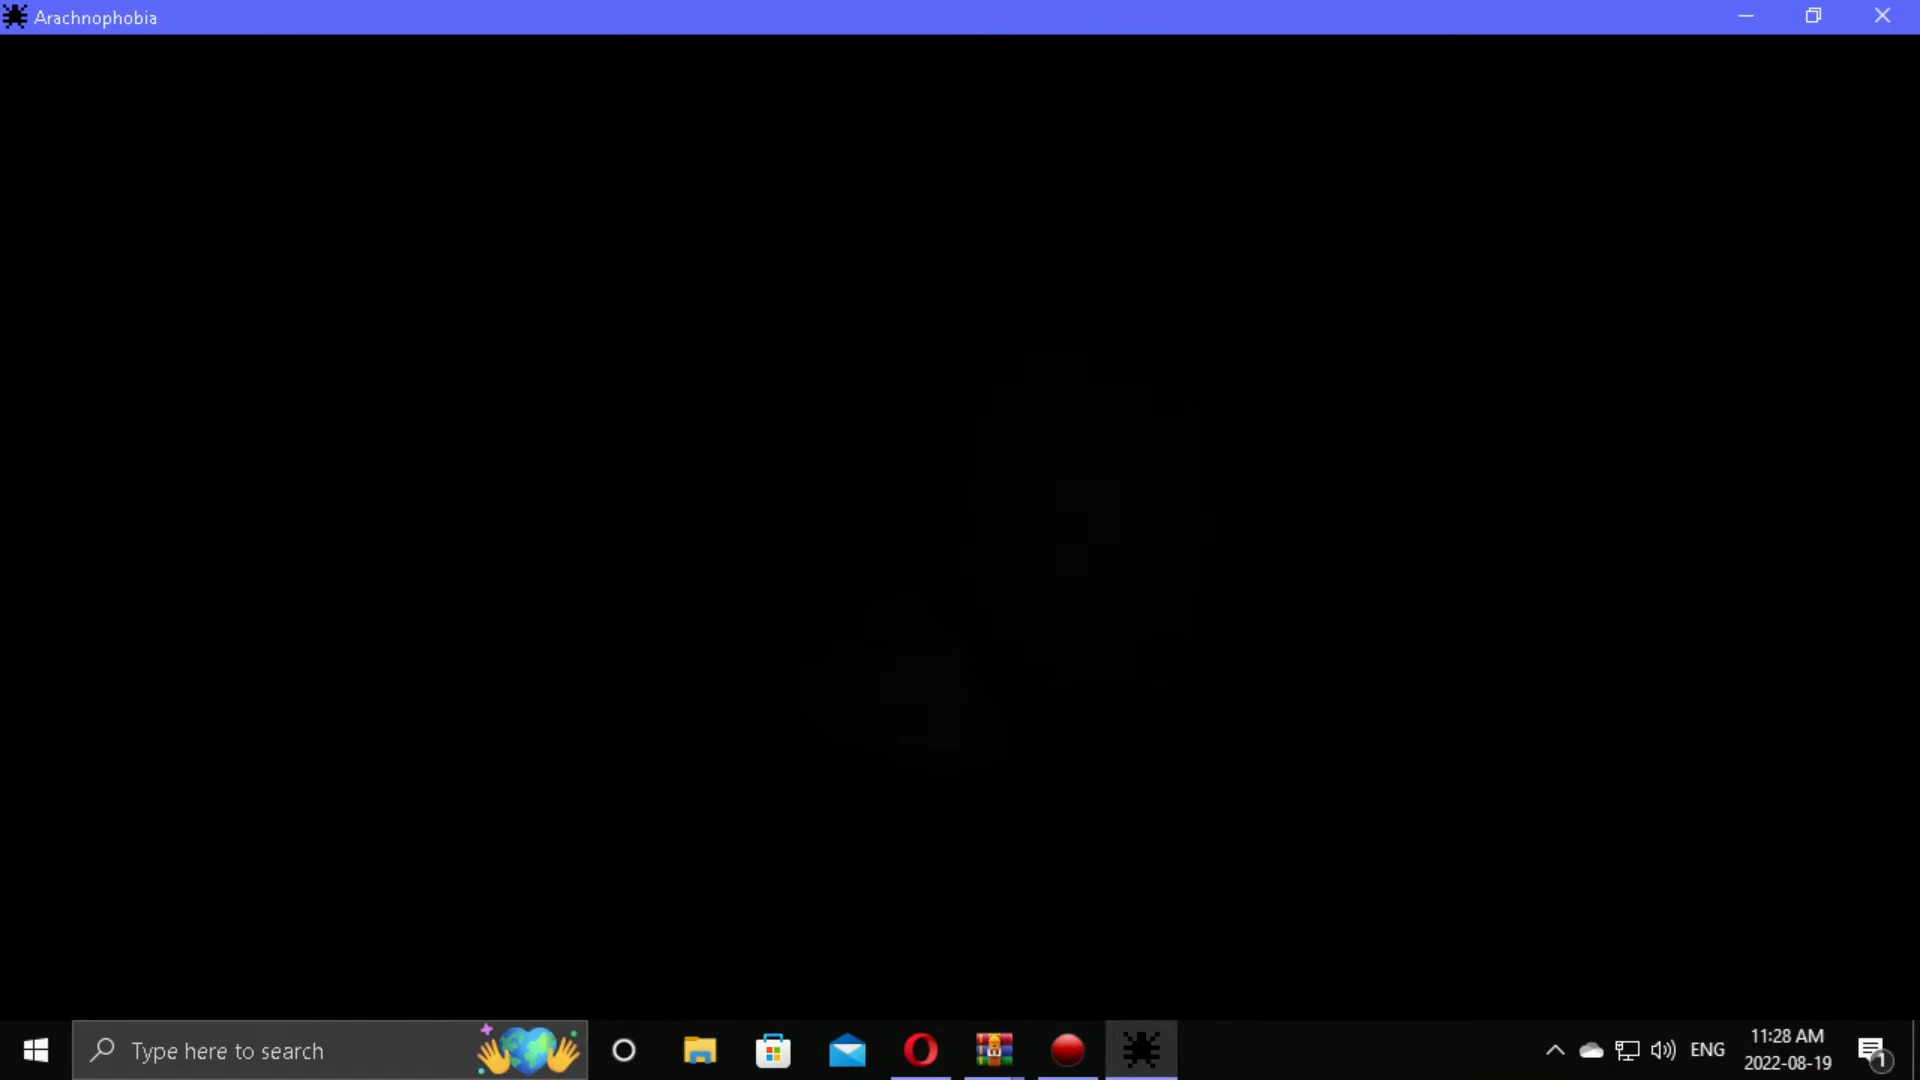 Arachnophobia
Type here to search
ENG
11:28 AM
2022-08-19
1